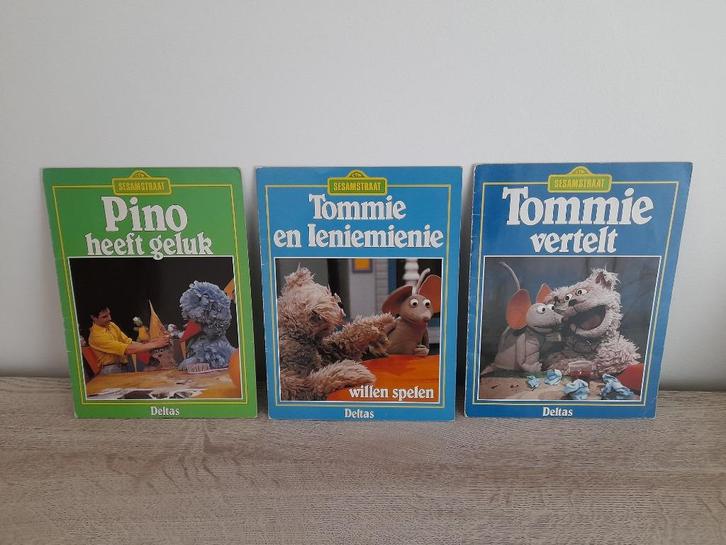 SESAMSTRAAT
Pino
heeft geluk
Deltas
SESAMSTRAAT
Tommie
en Ieniemienie
willen spelen
Deltas
SESAMSTRAAT
Tommie
vertelt
Deltas